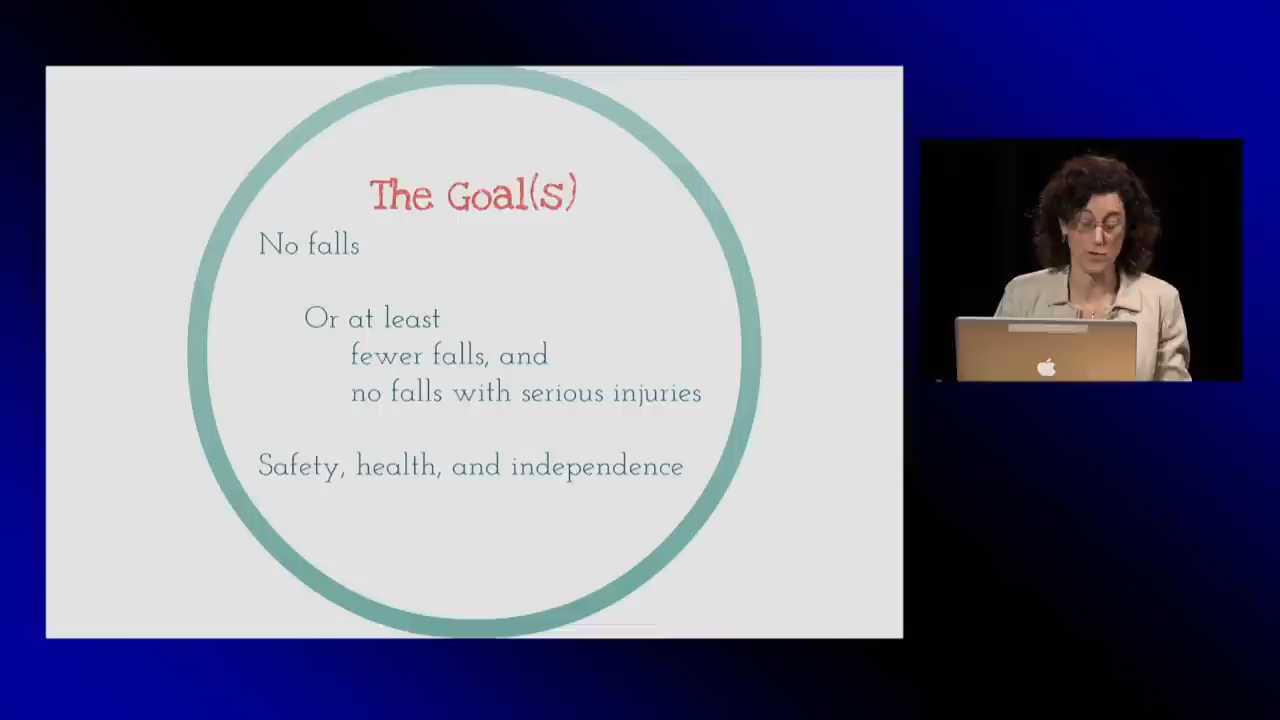 The Goal(s)
No falls
Or at least
fewer falls, and
no falls with serious injuries
Safety, health, and independence